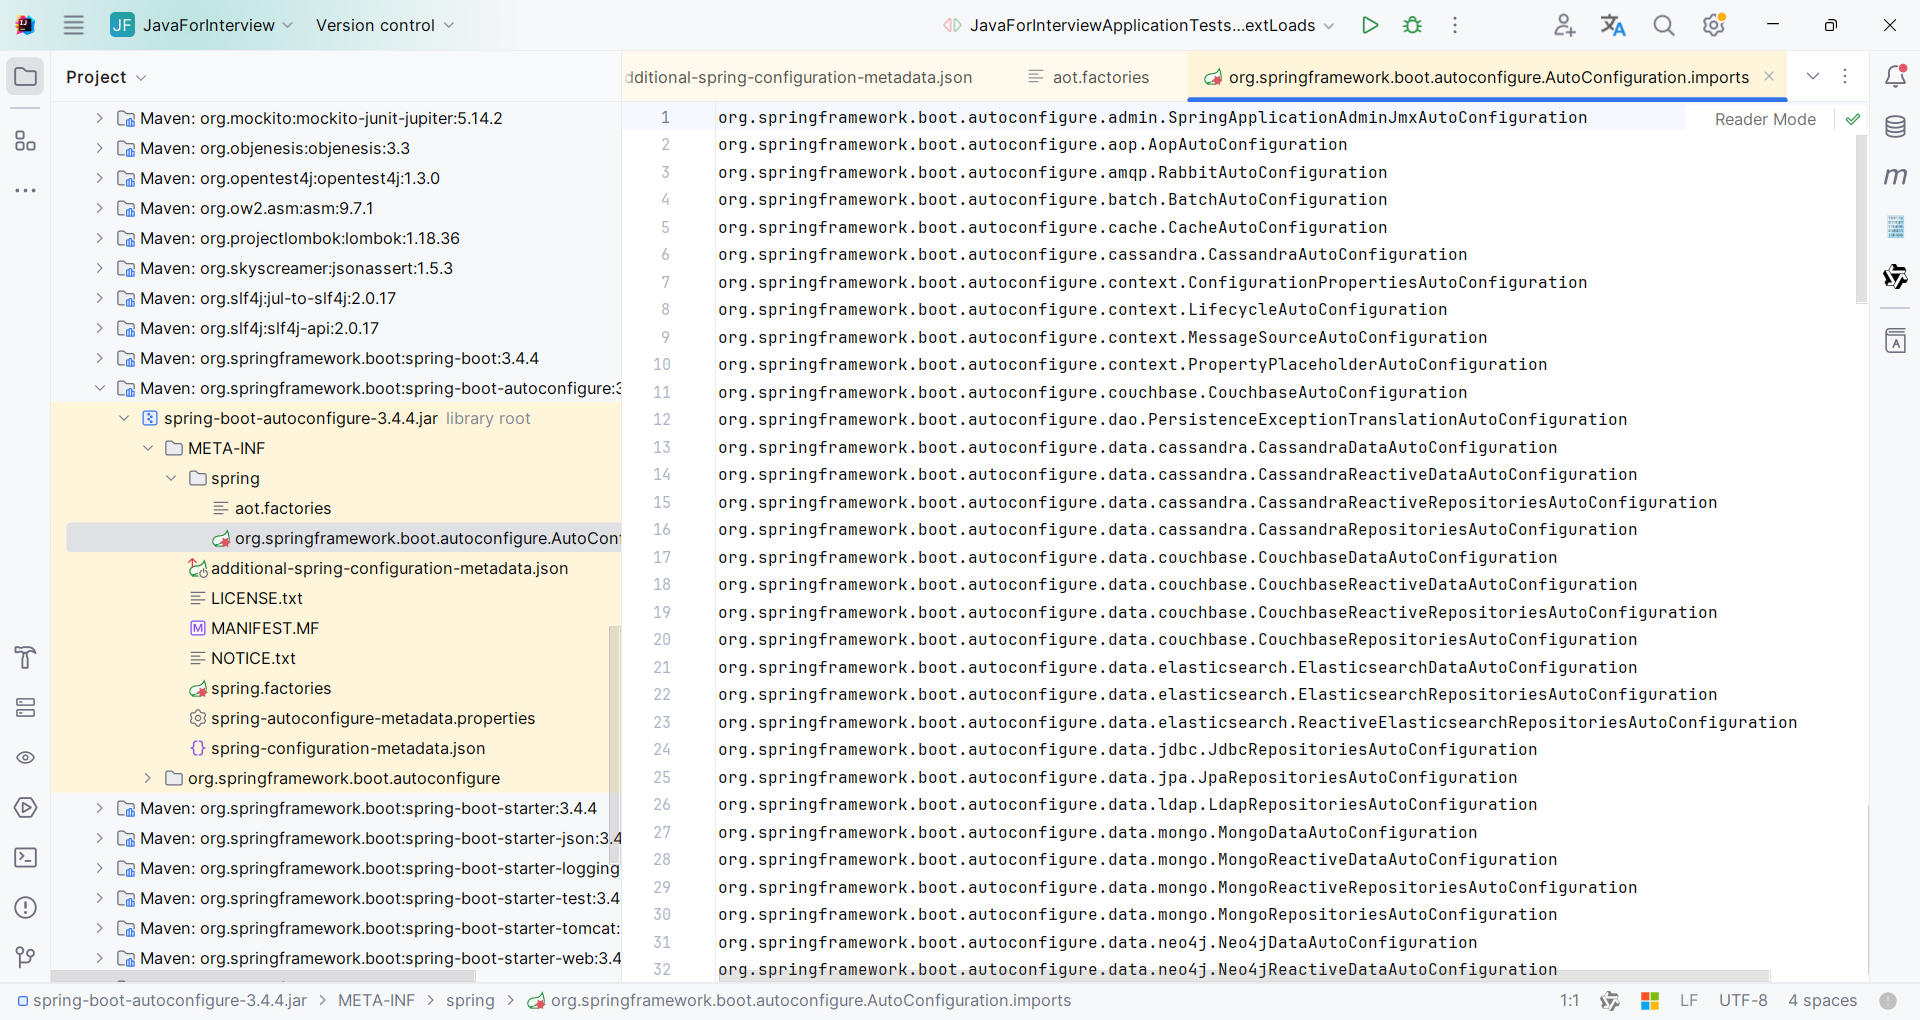 JF JavaForInterview Version control JavaForInterviewApplicationTests...extLoads
Project
dditional-spring-configuration-metadata.json aot.factories org.springframework.boot.autoconfigure.AutoConfiguration.imports
Reader Mode
Maven: org.mockito:mockito-junit-jupiter:5.14.2
Maven: org.objenesis:objenesis:3.3
Maven: org.opentest4j:opentest4j:1.3.0
Maven: org.ow2.asm:asm:9.7.1
Maven: org.projectlombok:lombok:1.18.36
Maven: org.skyscreamer:jsonassert:1.5.3
Maven: org.slf4j:jul-to-slf4j:2.0.17
Maven: org.slf4j:slf4j-api:2.0.17
Maven: org.springframework.boot:spring-boot:3.4.4
Maven: org.springframework.boot:spring-boot-autoconfigure:3
spring-boot-autoconfigure-3.4.4.jar library root
META-INF
spring
aot.factories
org.springframework.boot.autoconfigure.AutoConf
additional-spring-configuration-metadata.json
LICENSE.txt
MANIFEST.MF
NOTICE.txt
spring.factories
spring-autoconfigure-metadata.properties
spring-configuration-metadata.json
org.springframework.boot.autoconfigure
Maven: org.springframework.boot:spring-boot-starter:3.4.4
Maven: org.springframework.boot:spring-boot-starter-json:3.4
Maven: org.springframework.boot:spring-boot-starter-logging
Maven: org.springframework.boot:spring-boot-starter-test:3.4
Maven: org.springframework.boot:spring-boot-starter-tomcat:
Maven: org.springframework.boot:spring-boot-starter-web:3.4
1 org.springframework.boot.autoconfigure.admin.SpringApplicationAdminJmxAutoConfiguration
2 org.springframework.boot.autoconfigure.aop.AopAutoConfiguration
3 org.springframework.boot.autoconfigure.amqp.RabbitAutoConfiguration
4 org.springframework.boot.autoconfigure.batch.BatchAutoConfiguration
5 org.springframework.boot.autoconfigure.cache.CacheAutoConfiguration
6 org.springframework.boot.autoconfigure.cassandra.CassandraAutoConfiguration
7 org.springframework.boot.autoconfigure.context.ConfigurationPropertiesAutoConfiguration
8 org.springframework.boot.autoconfigure.context.LifecycleAutoConfiguration
9 org.springframework.boot.autoconfigure.context.MessageSourceAutoConfiguration
10 org.springframework.boot.autoconfigure.context.PropertyPlaceholderAutoConfiguration
11 org.springframework.boot.autoconfigure.couchbase.CouchbaseAutoConfiguration
12 org.springframework.boot.autoconfigure.dao.PersistenceExceptionTranslationAutoConfiguration
13 org.springframework.boot.autoconfigure.data.cassandra.CassandraDataAutoConfiguration
14 org.springframework.boot.autoconfigure.data.cassandra.CassandraReactiveDataAutoConfiguration
15 org.springframework.boot.autoconfigure.data.cassandra.CassandraReactiveRepositoriesAutoConfiguration
16 org.springframework.boot.autoconfigure.data.cassandra.CassandraRepositoriesAutoConfiguration
17 org.springframework.boot.autoconfigure.data.couchbase.CouchbaseDataAutoConfiguration
18 org.springframework.boot.autoconfigure.data.couchbase.CouchbaseReactiveDataAutoConfiguration
19 org.springframework.boot.autoconfigure.data.couchbase.CouchbaseReactiveRepositoriesAutoConfiguration
20 org.springframework.boot.autoconfigure.data.couchbase.CouchbaseRepositoriesAutoConfiguration
21 org.springframework.boot.autoconfigure.data.elasticsearch.ElasticsearchDataAutoConfiguration
22 org.springframework.boot.autoconfigure.data.elasticsearch.ElasticsearchRepositoriesAutoConfiguration
23 org.springframework.boot.autoconfigure.data.elasticsearch.ReactiveElasticsearchRepositoriesAutoConfiguration
24 org.springframework.boot.autoconfigure.data.jdbc.JdbcRepositoriesAutoConfiguration
25 org.springframework.boot.autoconfigure.data.jpa.JpaRepositoriesAutoConfiguration
26 org.springframework.boot.autoconfigure.data.ldap.LdapRepositoriesAutoConfiguration
27 org.springframework.boot.autoconfigure.data.mongo.MongoDataAutoConfiguration
28 org.springframework.boot.autoconfigure.data.mongo.MongoReactiveDataAutoConfiguration
29 org.springframework.boot.autoconfigure.data.mongo.MongoReactiveRepositoriesAutoConfiguration
30 org.springframework.boot.autoconfigure.data.mongo.MongoRepositoriesAutoConfiguration
31 org.springframework.boot.autoconfigure.data.neo4j.Neo4jDataAutoConfiguration
32 org.springframework.boot.autoconfigure.data.neo4j.Neo4jReactiveDataAutoConfiguration
spring-boot-autoconfigure-3.4.4.jar > META-INF > spring > org.springframework.boot.autoconfigure.AutoConfiguration.imports 1:1 LF UTF-8 4 spaces